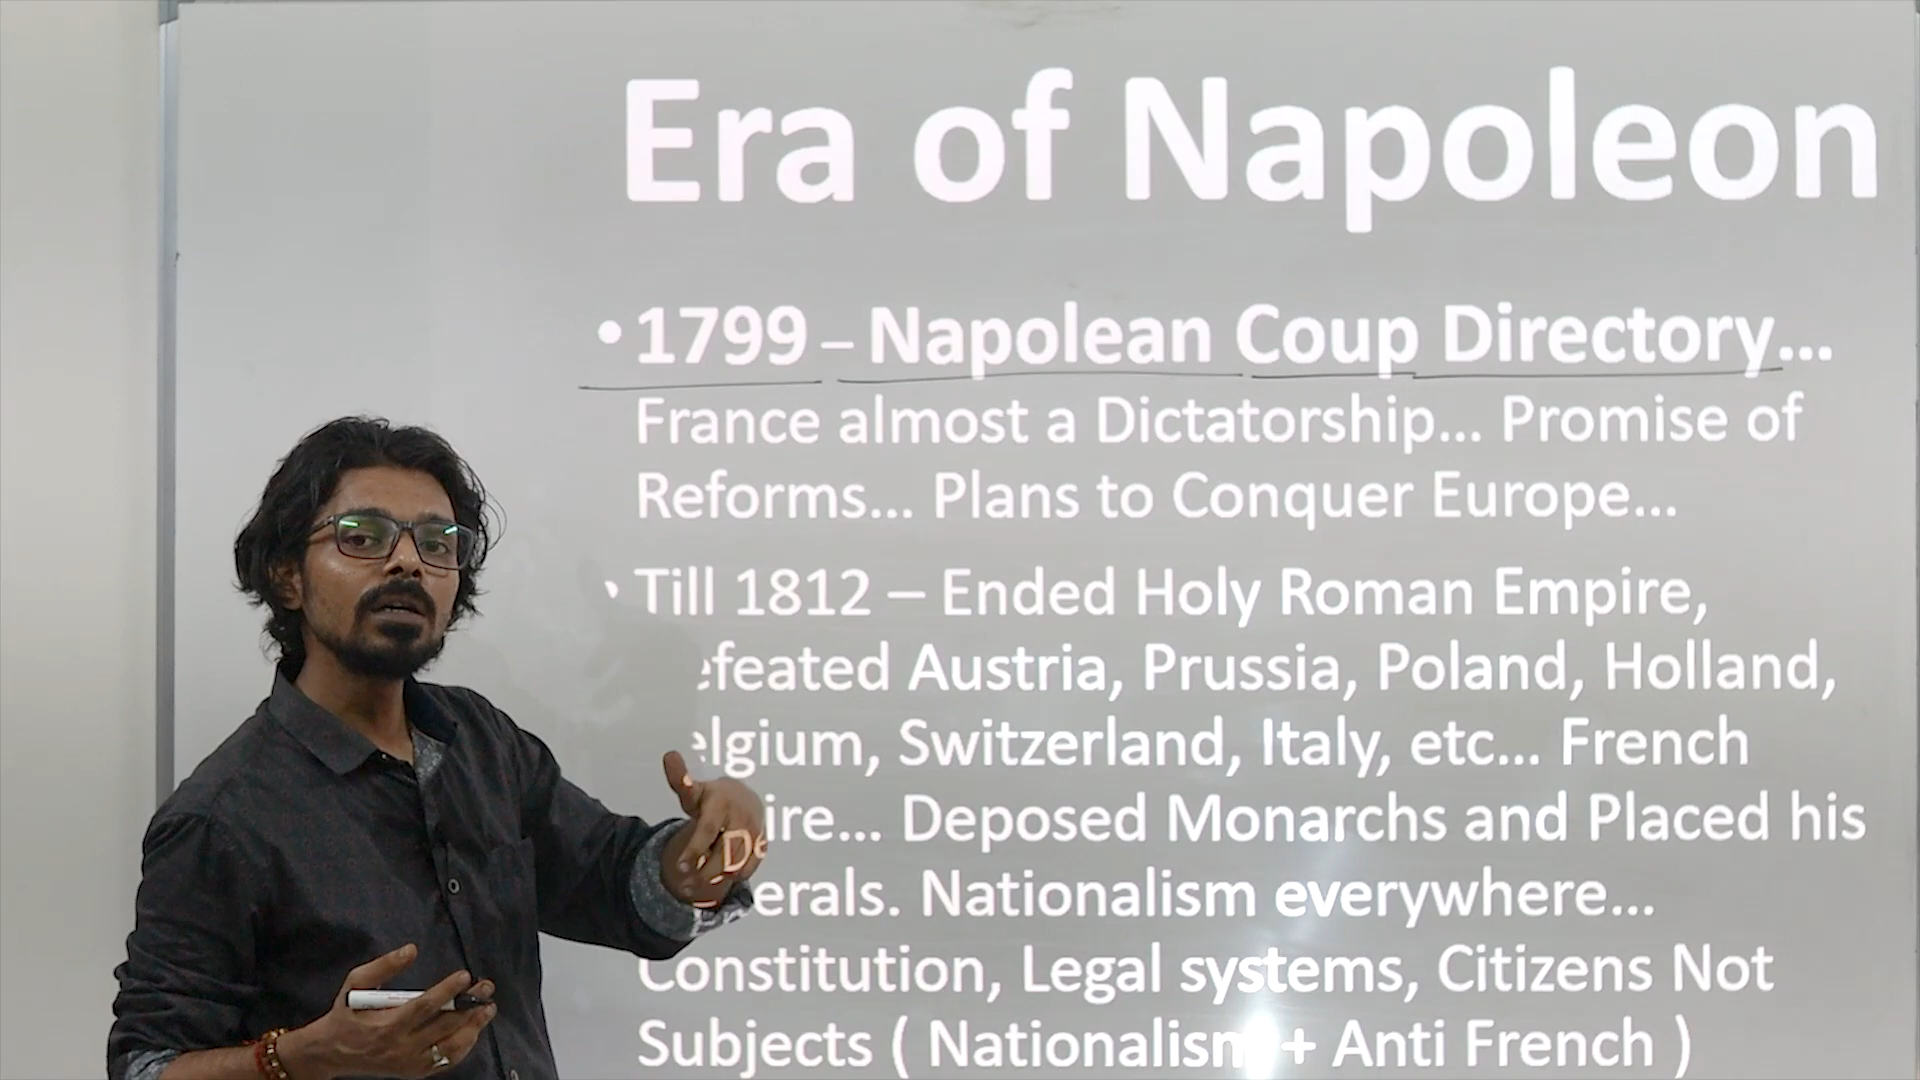 Era of Napoleon
• 1799 – Napolean Coup Directory...
France almost a Dictatorship... Promise of
Reforms... Plans to Conquer Europe...
Till 1812 – Ended Holy Roman Empire,
efeated Austria, Prussia, Poland, Holland,
elgium, Switzerland, Italy, etc... French
ire... Deposed Monarchs and Placed his
erals. Nationalism everywhere...
Constitution, Legal systems, Citizens Not
Subjects ( Nationalism + Anti French )